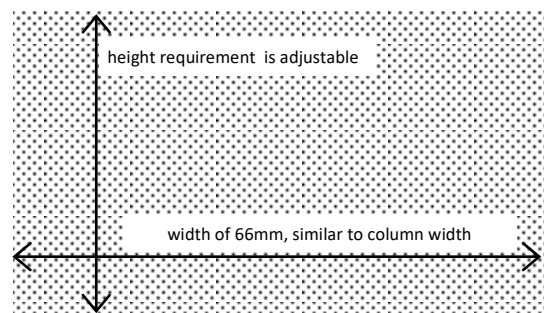 height requirement is adjustable
width of 66mm, similar to column width